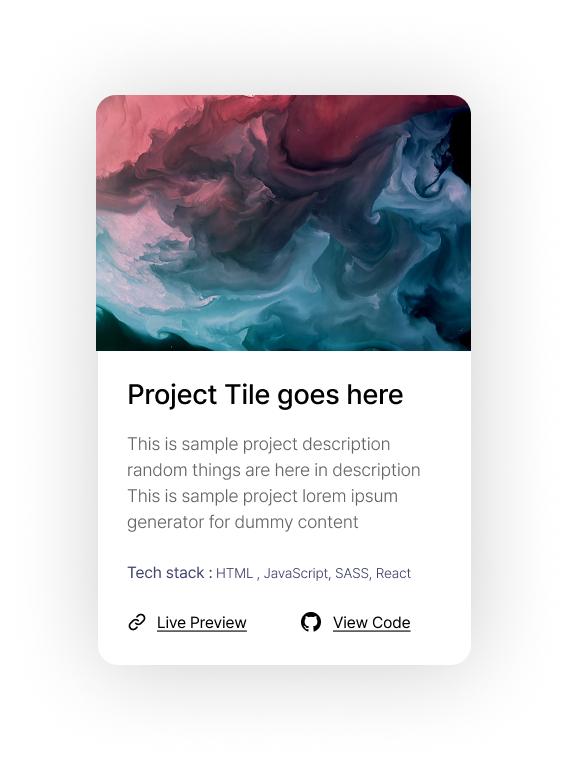 Project Tile goes here
This is sample project description
random things are here in description
This is sample project lorem ipsum
generator for dummy content
Tech stack : HTML , JavaScript, SASS, React
Live Preview
View Code